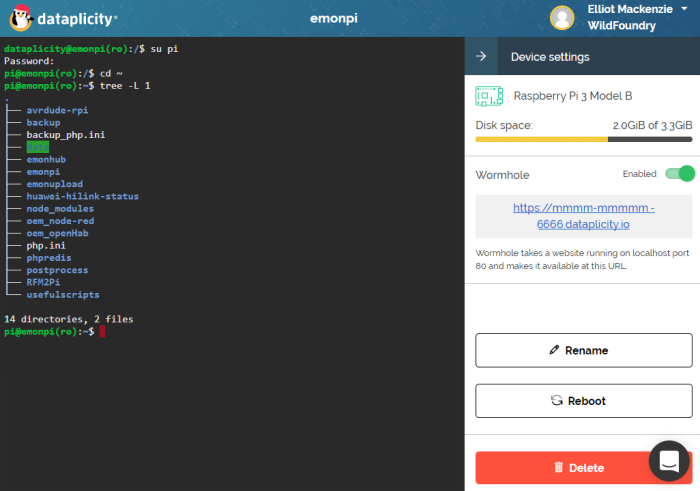 dataplicity®
emonpi
Elliot Mackenzie
WildFoundry
dataplicity@emonpi(ro):/$ su pi
Password:
pi@emonpi(ro):/$ cd ~
pi@emonpi(ro):~$ tree -L 1
.
├── avrdude-rpi
├── backup
├── backup_php.ini
├── data
├── emonhub
├── emonpi
├── emonupload
├── huawei-hilink-status
├── node_modules
├── oem_node-red
├── oem_openHab
├── php.ini
├── phpredis
├── postprocess
├── RFM2Pi
└── usefulscripts
14 directories, 2 files
pi@emonpi(ro):~$
Device settings
Raspberry Pi 3 Model B
Disk space: 2.0GiB of 3.3GiB
Wormhole Enabled
https://mmmm-mmmmm-
6666.dataplicity.io
Wormhole takes a website running on localhost port
80 and makes it available at this URL.
Rename
Reboot
Delete